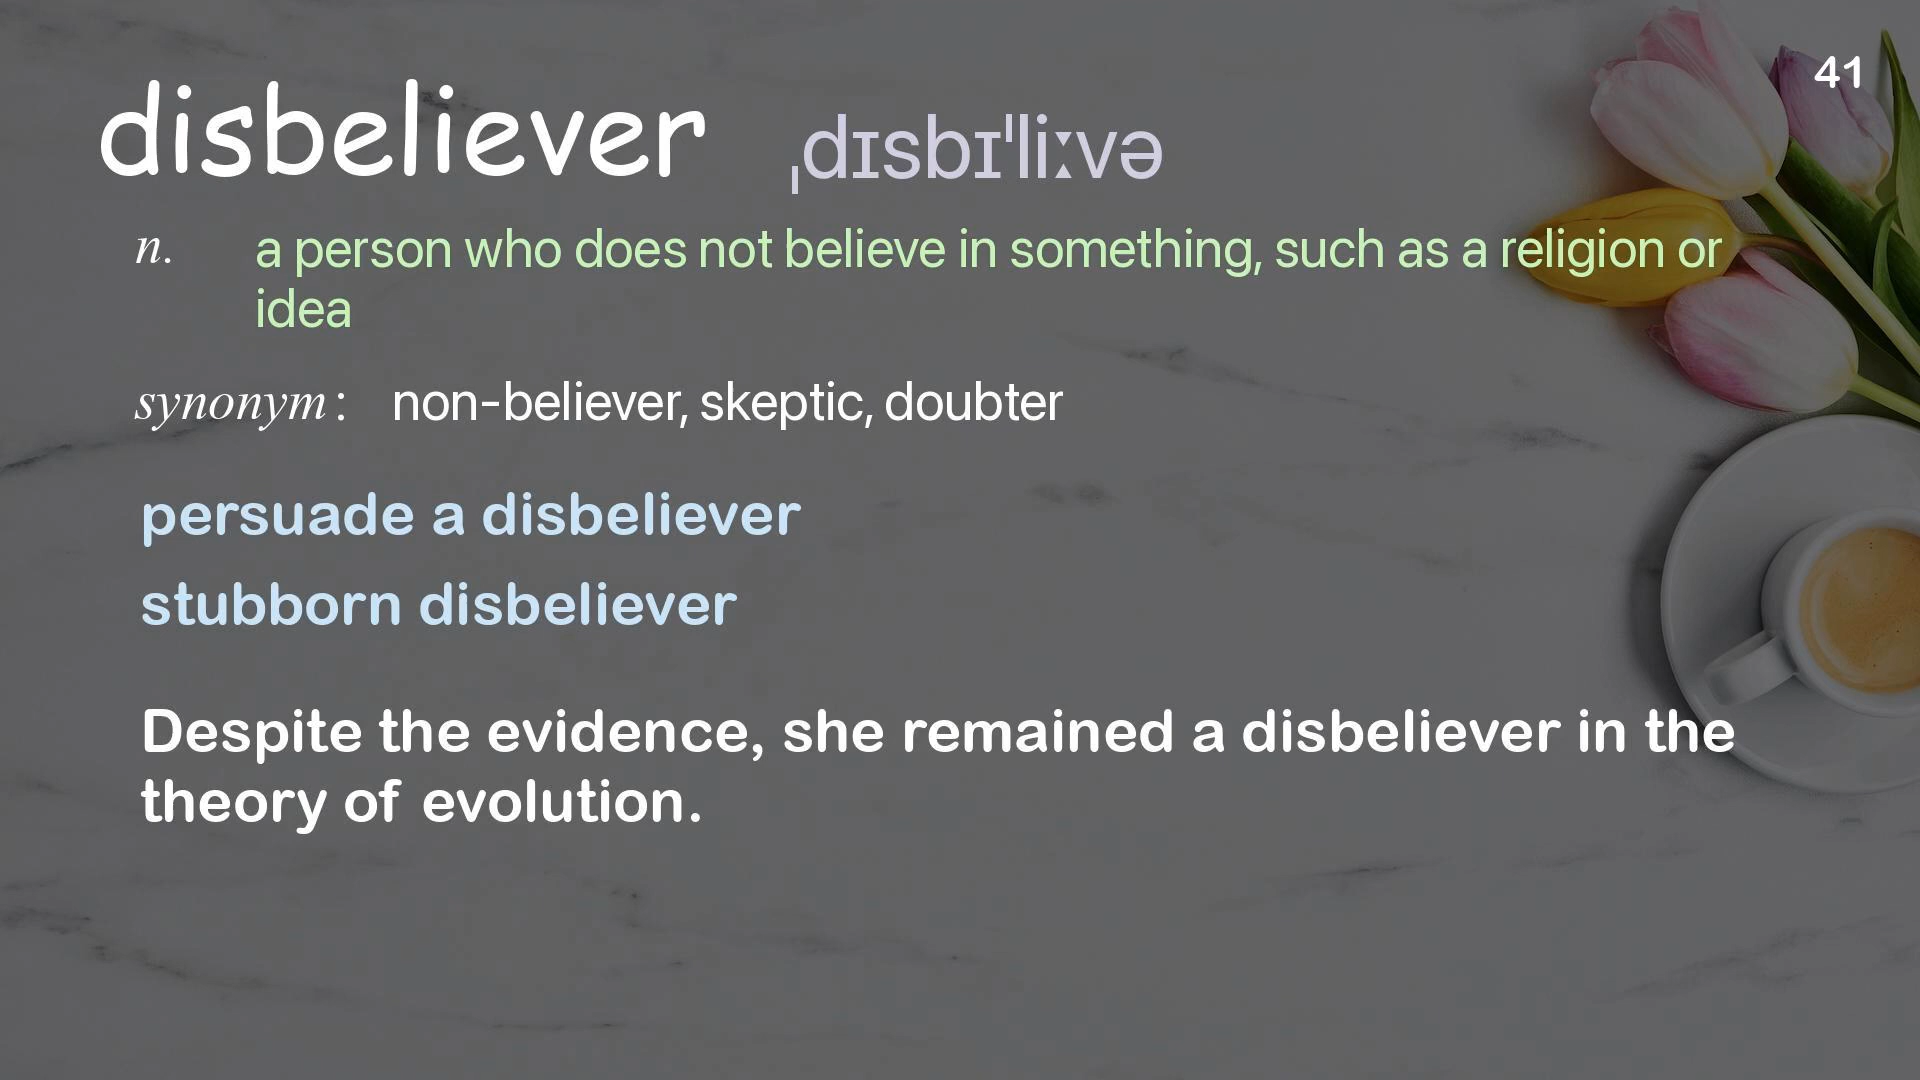 41
disbeliever ˌdɪsbɪˈliːvə
n. a person who does not believe in something, such as a religion or
idea
synonym: non-believer, skeptic, doubter
persuade a disbeliever
stubborn disbeliever
Despite the evidence, she remained a disbeliever in the
theory of evolution.